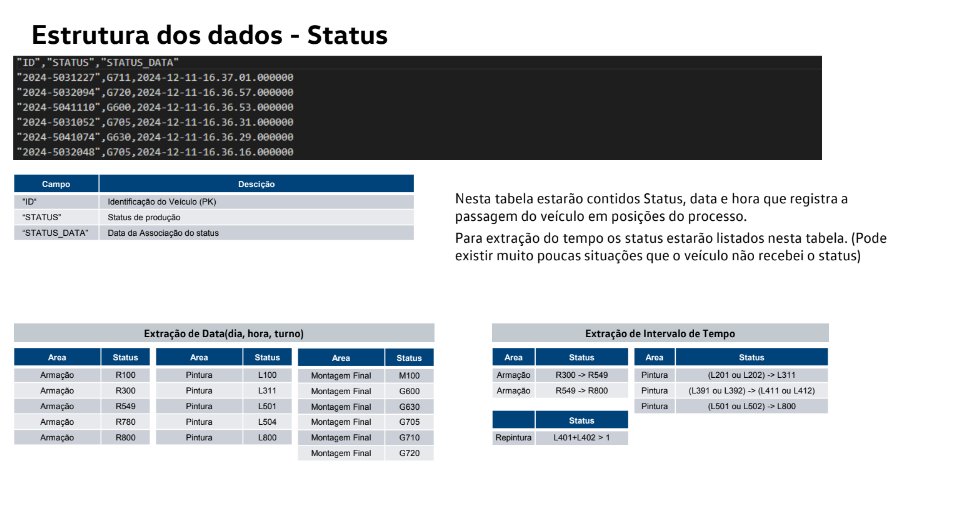 Estrutura dos dados - Status
"ID","STATUS","STATUS_DATA"
"2024-5031227",G711,2024-12-11-16.37.01.000000
"2024-5032094",G720,2024-12-11-16.36.57.000000
"2024-5041110",G600,2024-12-11-16.36.53.000000
"2024-5031052",G705,2024-12-11-16.36.31.000000
"2024-5041074",G630,2024-12-11-16.36.29.000000
"2024-5032048",G705,2024-12-11-16.36.16.000000
Campo Descição
"ID" Identificação do Veículo (PK)
"STATUS" Status de produção
"STATUS_DATA" Data da Associação do status
Nesta tabela estarão contidos Status, data e hora que registra a
passagem do veículo em posições do processo.
Para extração do tempo os status estarão listados nesta tabela. (Pode
existir muito poucas situações que o veículo não recebei o status)
Extração de Data(dia, hora, turno)
Area Status Area Status Area Status
Armação R100 Pintura L100 Montagem Final M100
Armação R300 Pintura L311 Montagem Final G600
Armação R549 Pintura L501 Montagem Final G630
Armação R780 Pintura L504 Montagem Final G705
Armação R800 Pintura L800 Montagem Final G710
Montagem Final G720
Extração de Intervalo de Tempo
Area Status Area Status
Armação R300 -> R549 Pintura (L201 ou L202) -> L311
Armação R549 -> R800 Pintura (L391 ou L392) -> (L411 ou L412)
Pintura (L501 ou L502) -> L800
Status
Repintura L401+L402 > 1